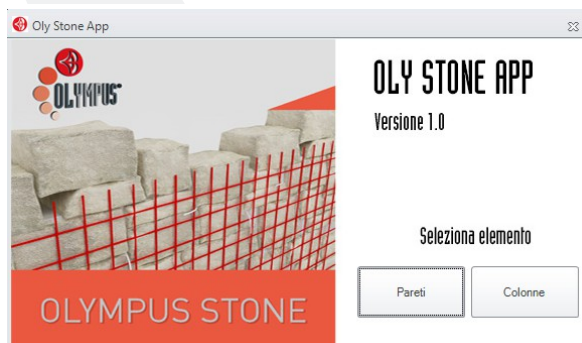 Oly Stone App
OLYMPUS
OLY STONE APP
Versione 1.0
Seleziona elemento
Pareti
Colonne
OLYMPUS STONE